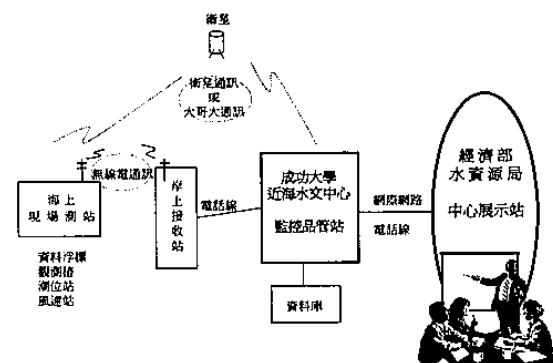 衛星
衛星通訊
或
大哥大通訊
無線電通訊
海上
現場測站
資料浮標
觀測樁
潮位站
風速站
岸上接收站
電話線
成功大學
近海水文中心
監控品管站
資料庫
網際網路
電話線
經濟部
水資源局
中心展示站